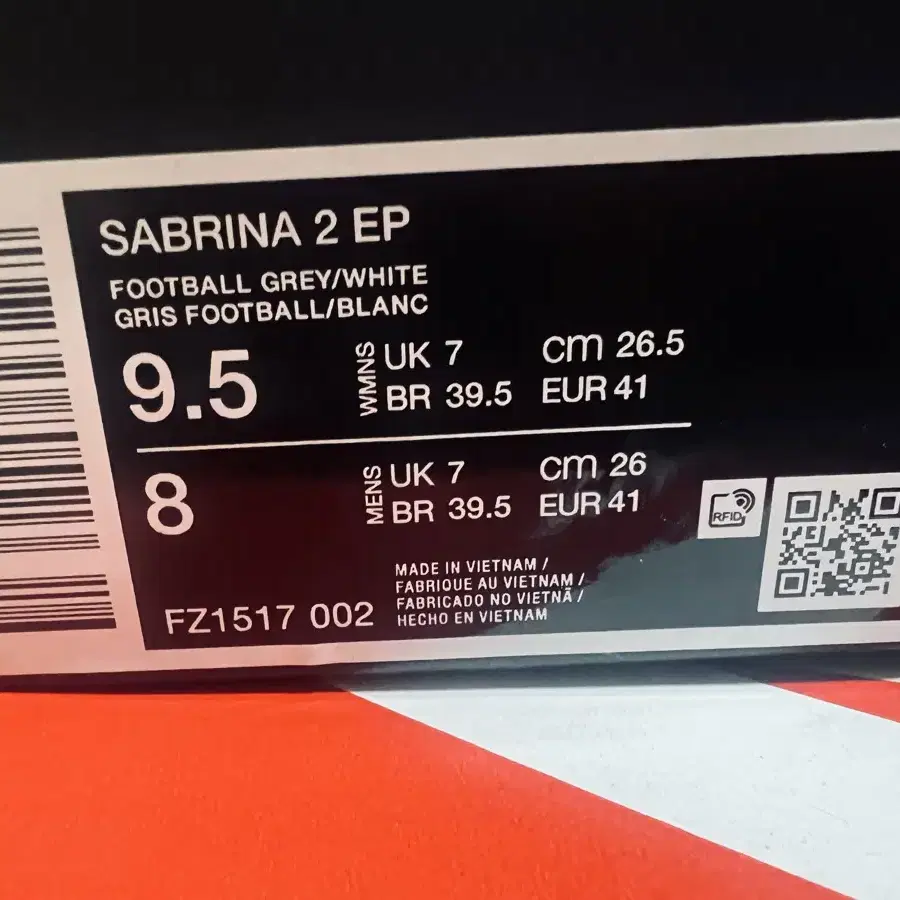 SABRINA 2 EP
FOOTBALL GREY/WHITE
GRIS FOOTBALL/BLANC
9.5 WMNS UK 7 cm 26.5
BR 39.5 EUR 41
8 MENS UK 7 cm 26
BR 39.5 EUR 41
RFID
MADE IN VIETNAM /
FABRIQUE AU VIETNAM /
FABRICADO NO VIETNÃ /
HECHO EN VIETNAM
FZ1517 002